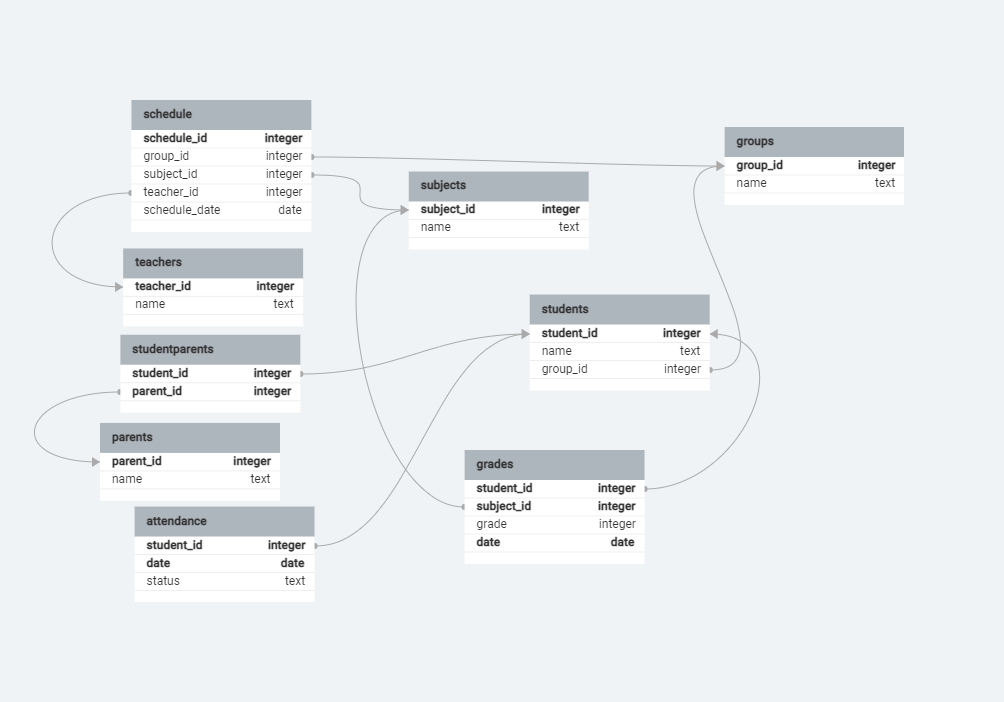 schedule
schedule_id integer
group_id integer
subject_id integer
teacher_id integer
schedule_date date
groups
group_id integer
name text
subjects
subject_id integer
name text
teachers
teacher_id integer
name text
students
student_id integer
name text
group_id integer
studentparents
student_id integer
parent_id integer
parents
parent_id integer
name text
grades
student_id integer
subject_id integer
grade integer
date date
attendance
student_id integer
date date
status text